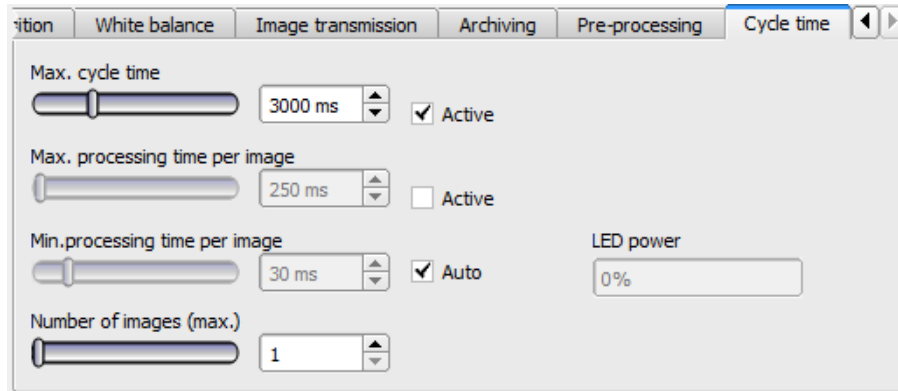 ition White balance Image transmission Archiving Pre-processing Cycle time
Max. cycle time
3000 ms Active
Max. processing time per image
250 ms Active
Min.processing time per image LED power
30 ms Auto 0%
Number of images (max.)
1